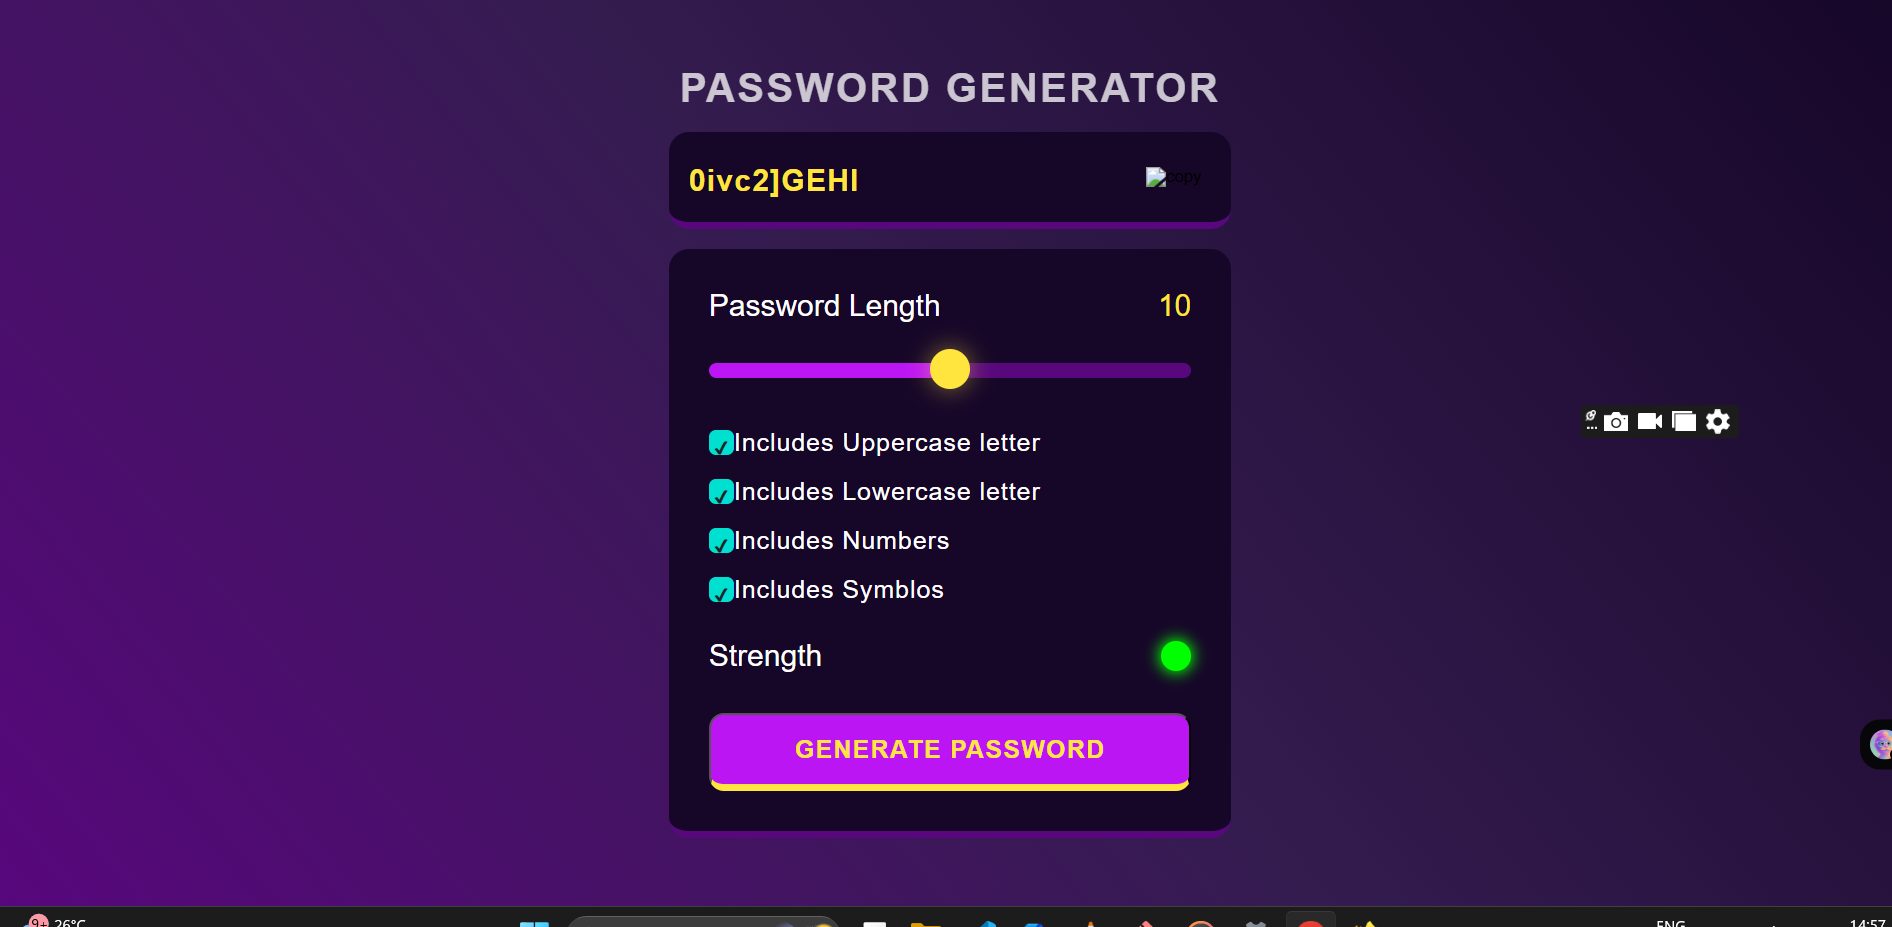 PASSWORD GENERATOR
0ivc2]GEHI
copy
Password Length
10
Includes Uppercase letter
Includes Lowercase letter
Includes Numbers
Includes Symblos
Strength
GENERATE PASSWORD
9+
26°C
ENG
14:57